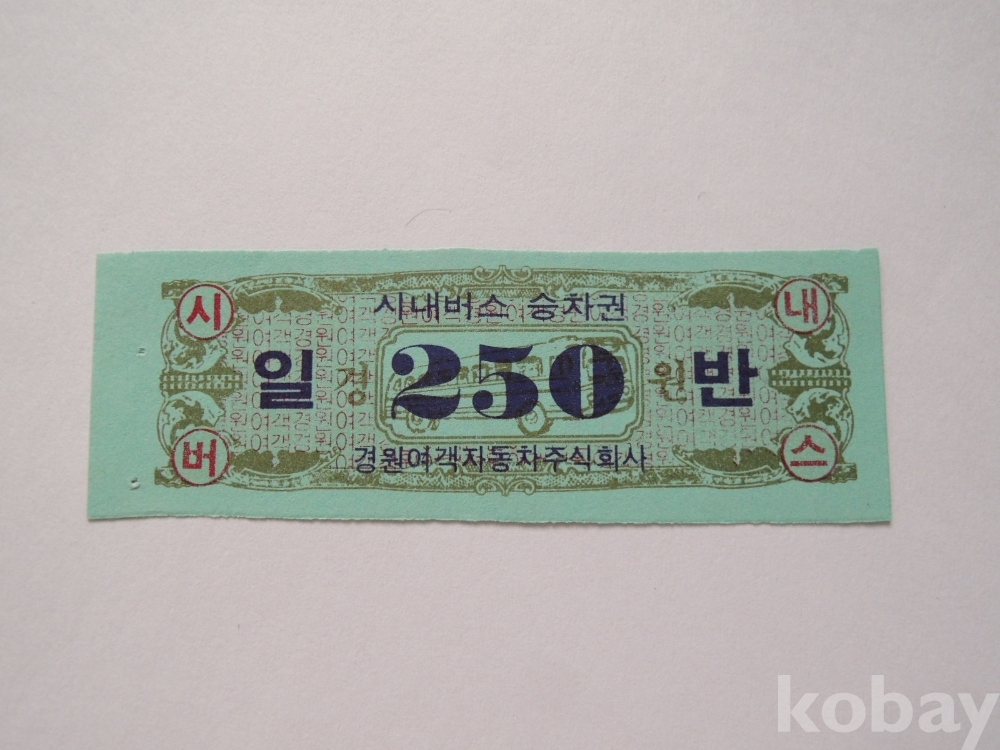 시 내
시내버스 승차권
일 경 250 원 반
버 스
경원여객자동차주식회사
kobay